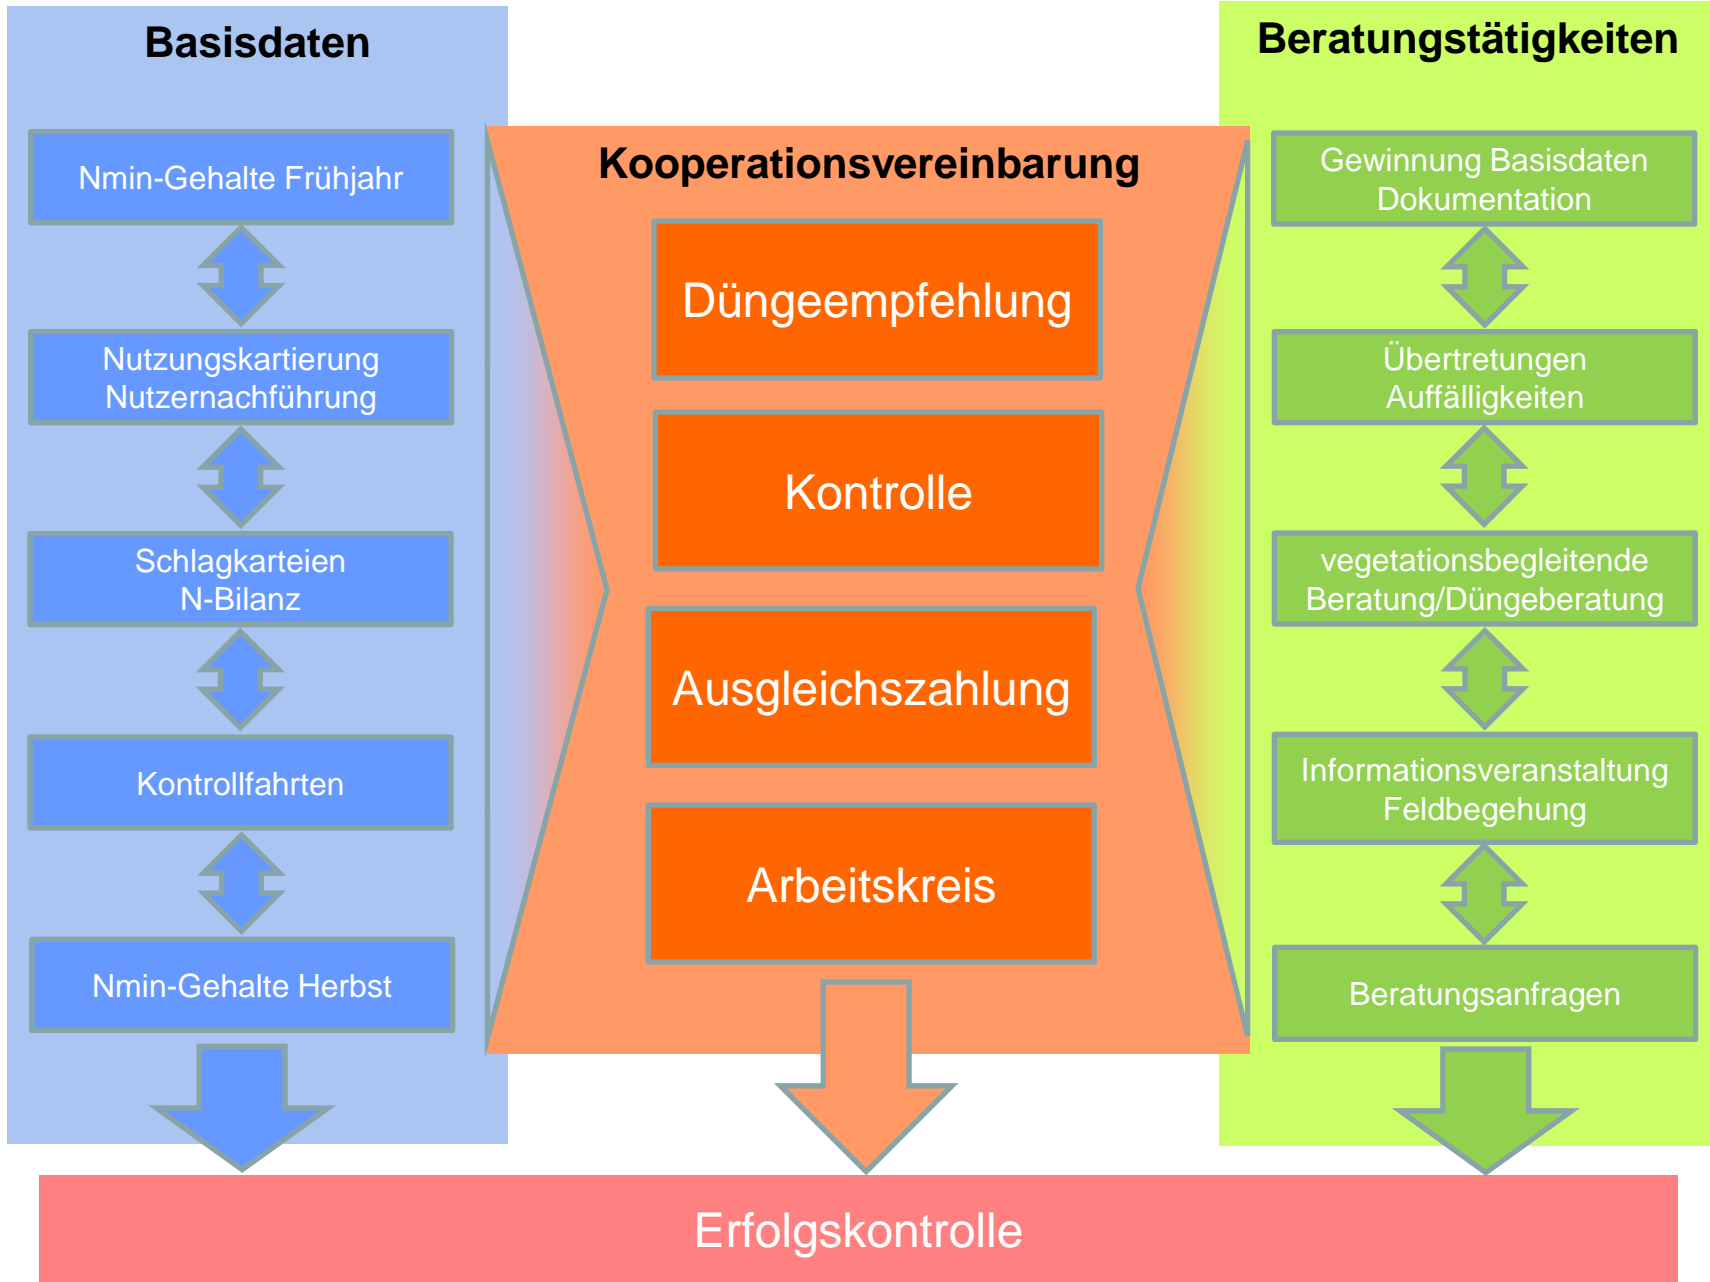 Basisdaten
Nmin-Gehalte Frühjahr
Nutzungskartierung
Nutzernachführung
Schlagkarteien
N-Bilanz
Kontrollfahrten
Nmin-Gehalte Herbst
Kooperationsvereinbarung
Düngeempfehlung
Kontrolle
Ausgleichszahlung
Arbeitskreis
Beratungstätigkeiten
Gewinnung Basisdaten
Dokumentation
Übertretungen
Auffälligkeiten
vegetationsbegleitende
Beratung/Düngeberatung
Informationsveranstaltung
Feldbegehung
Beratungsanfragen
Erfolgskontrolle